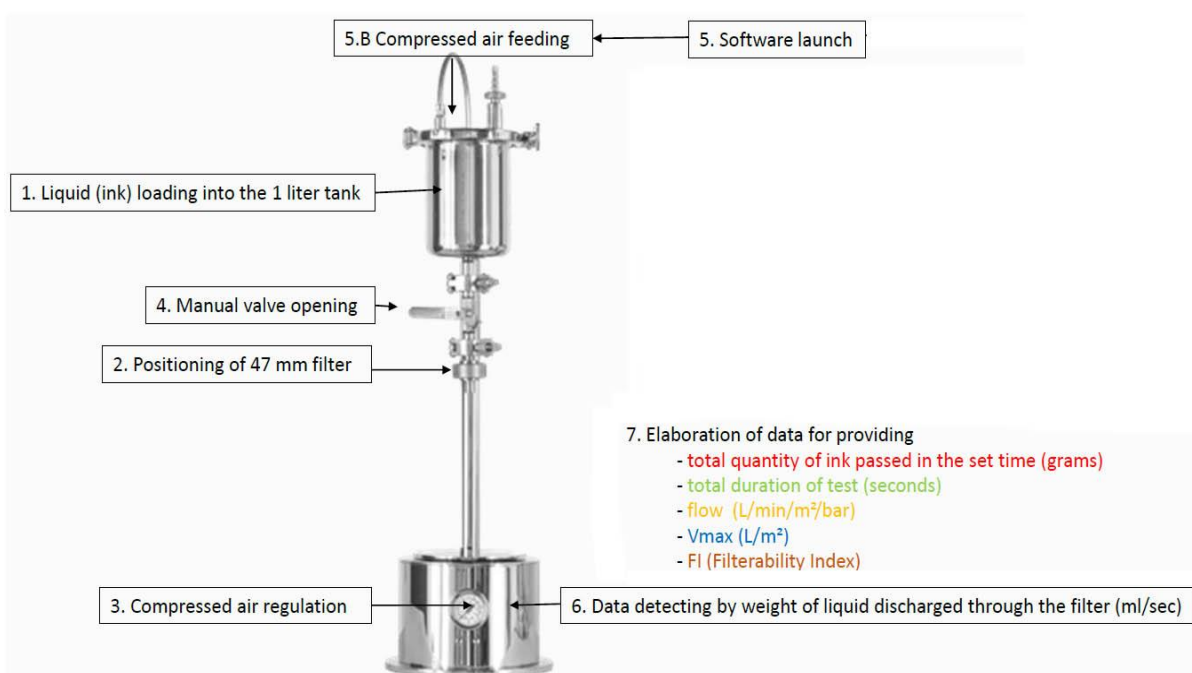 5.B Compressed air feeding
5. Software launch
1. Liquid (ink) loading into the 1 liter tank
4. Manual valve opening
2. Positioning of 47 mm filter
7. Elaboration of data for providing
- total quantity of ink passed in the set time (grams)
- total duration of test (seconds)
- flow (L/min/m²/bar)
- Vmax (L/m²)
- FI (Filterability Index)
3. Compressed air regulation
6. Data detecting by weight of liquid discharged through the filter (ml/sec)